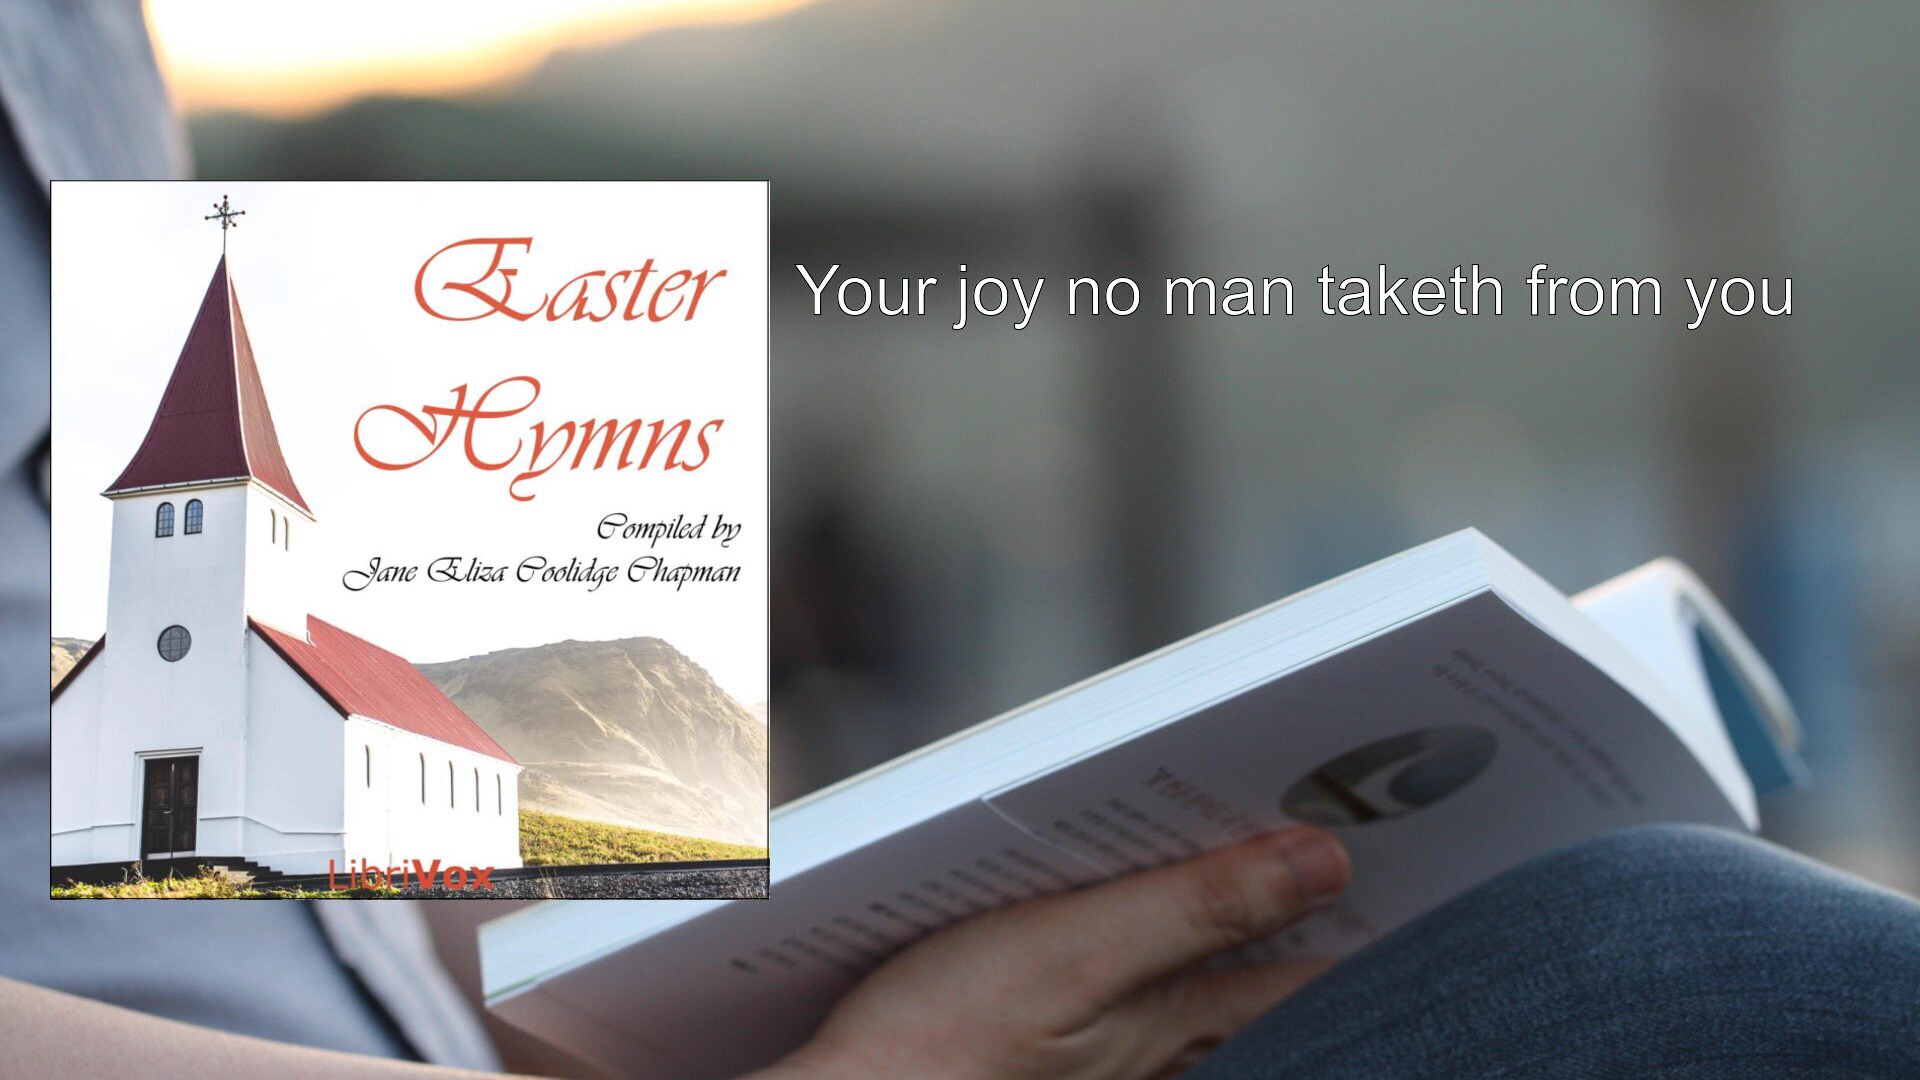 Easter
Hymns
Compiled by
Jane Eliza Coolidge Chapman
LibriVox
Your joy no man taketh from you